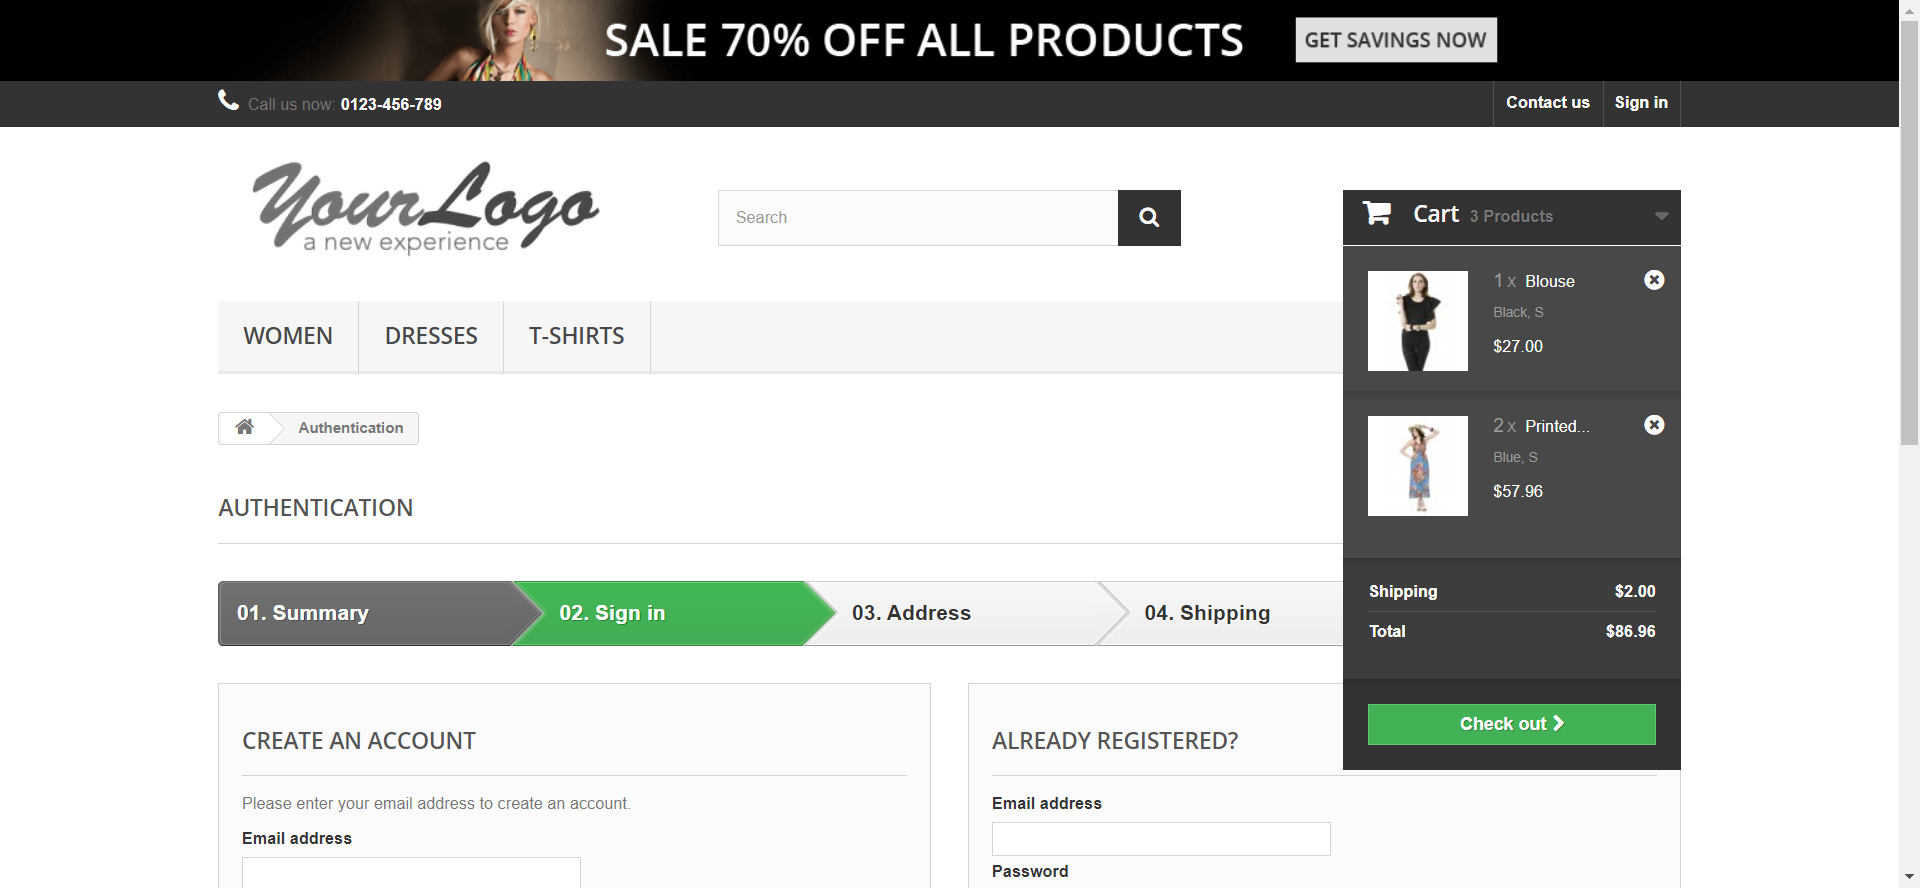 SALE 70% OFF ALL PRODUCTS
GET SAVINGS NOW
Call us now: 0123-456-789
Contact us
Sign in
YourLogo
a new experience
Search
Cart 3 Products
1 x Blouse
Black, S
$27.00
2 x Printed...
Blue, S
$57.96
Shipping $2.00
Total $86.96
Check out
WOMEN
DRESSES
T-SHIRTS
Authentication
AUTHENTICATION
01. Summary
02. Sign in
03. Address
04. Shipping
CREATE AN ACCOUNT
Please enter your email address to create an account.
Email address
ALREADY REGISTERED?
Email address
Password